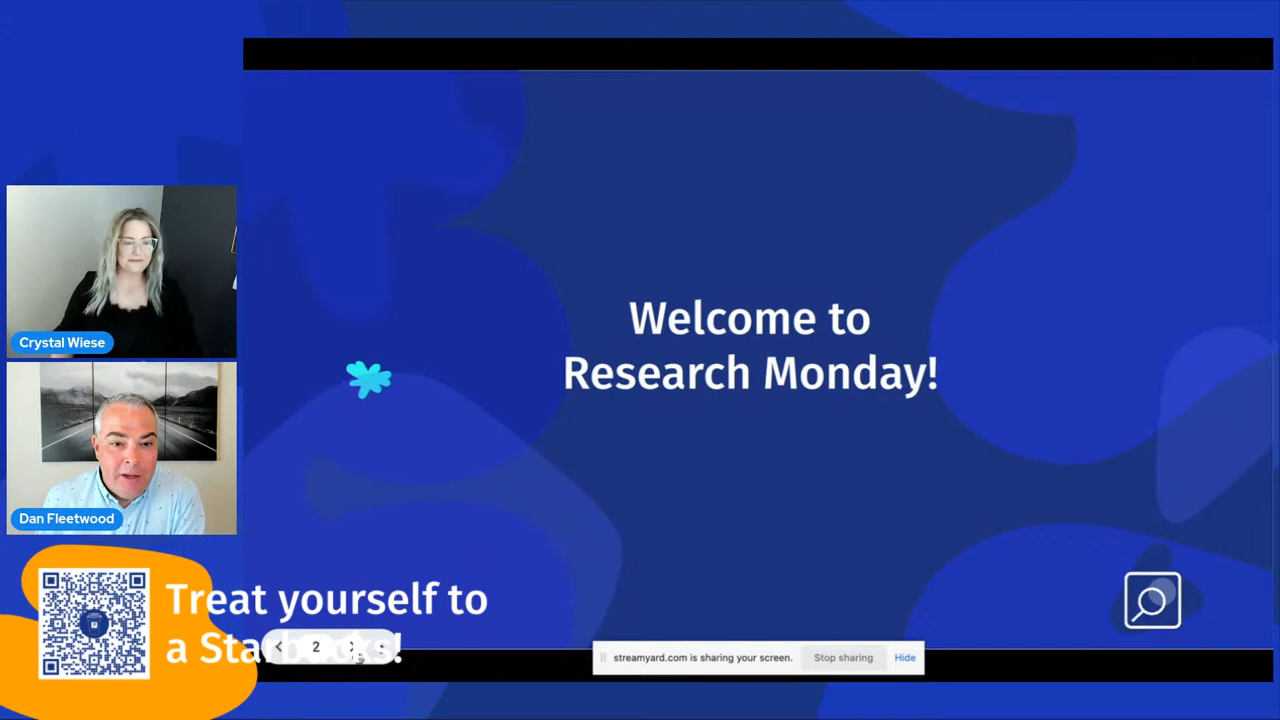 Welcome to
Research Monday!
Crystal Wiese
Dan Fleetwood
Treat yourself to
a Starbucks!
2
streamyard.com is sharing your screen.
Stop sharing
Hide